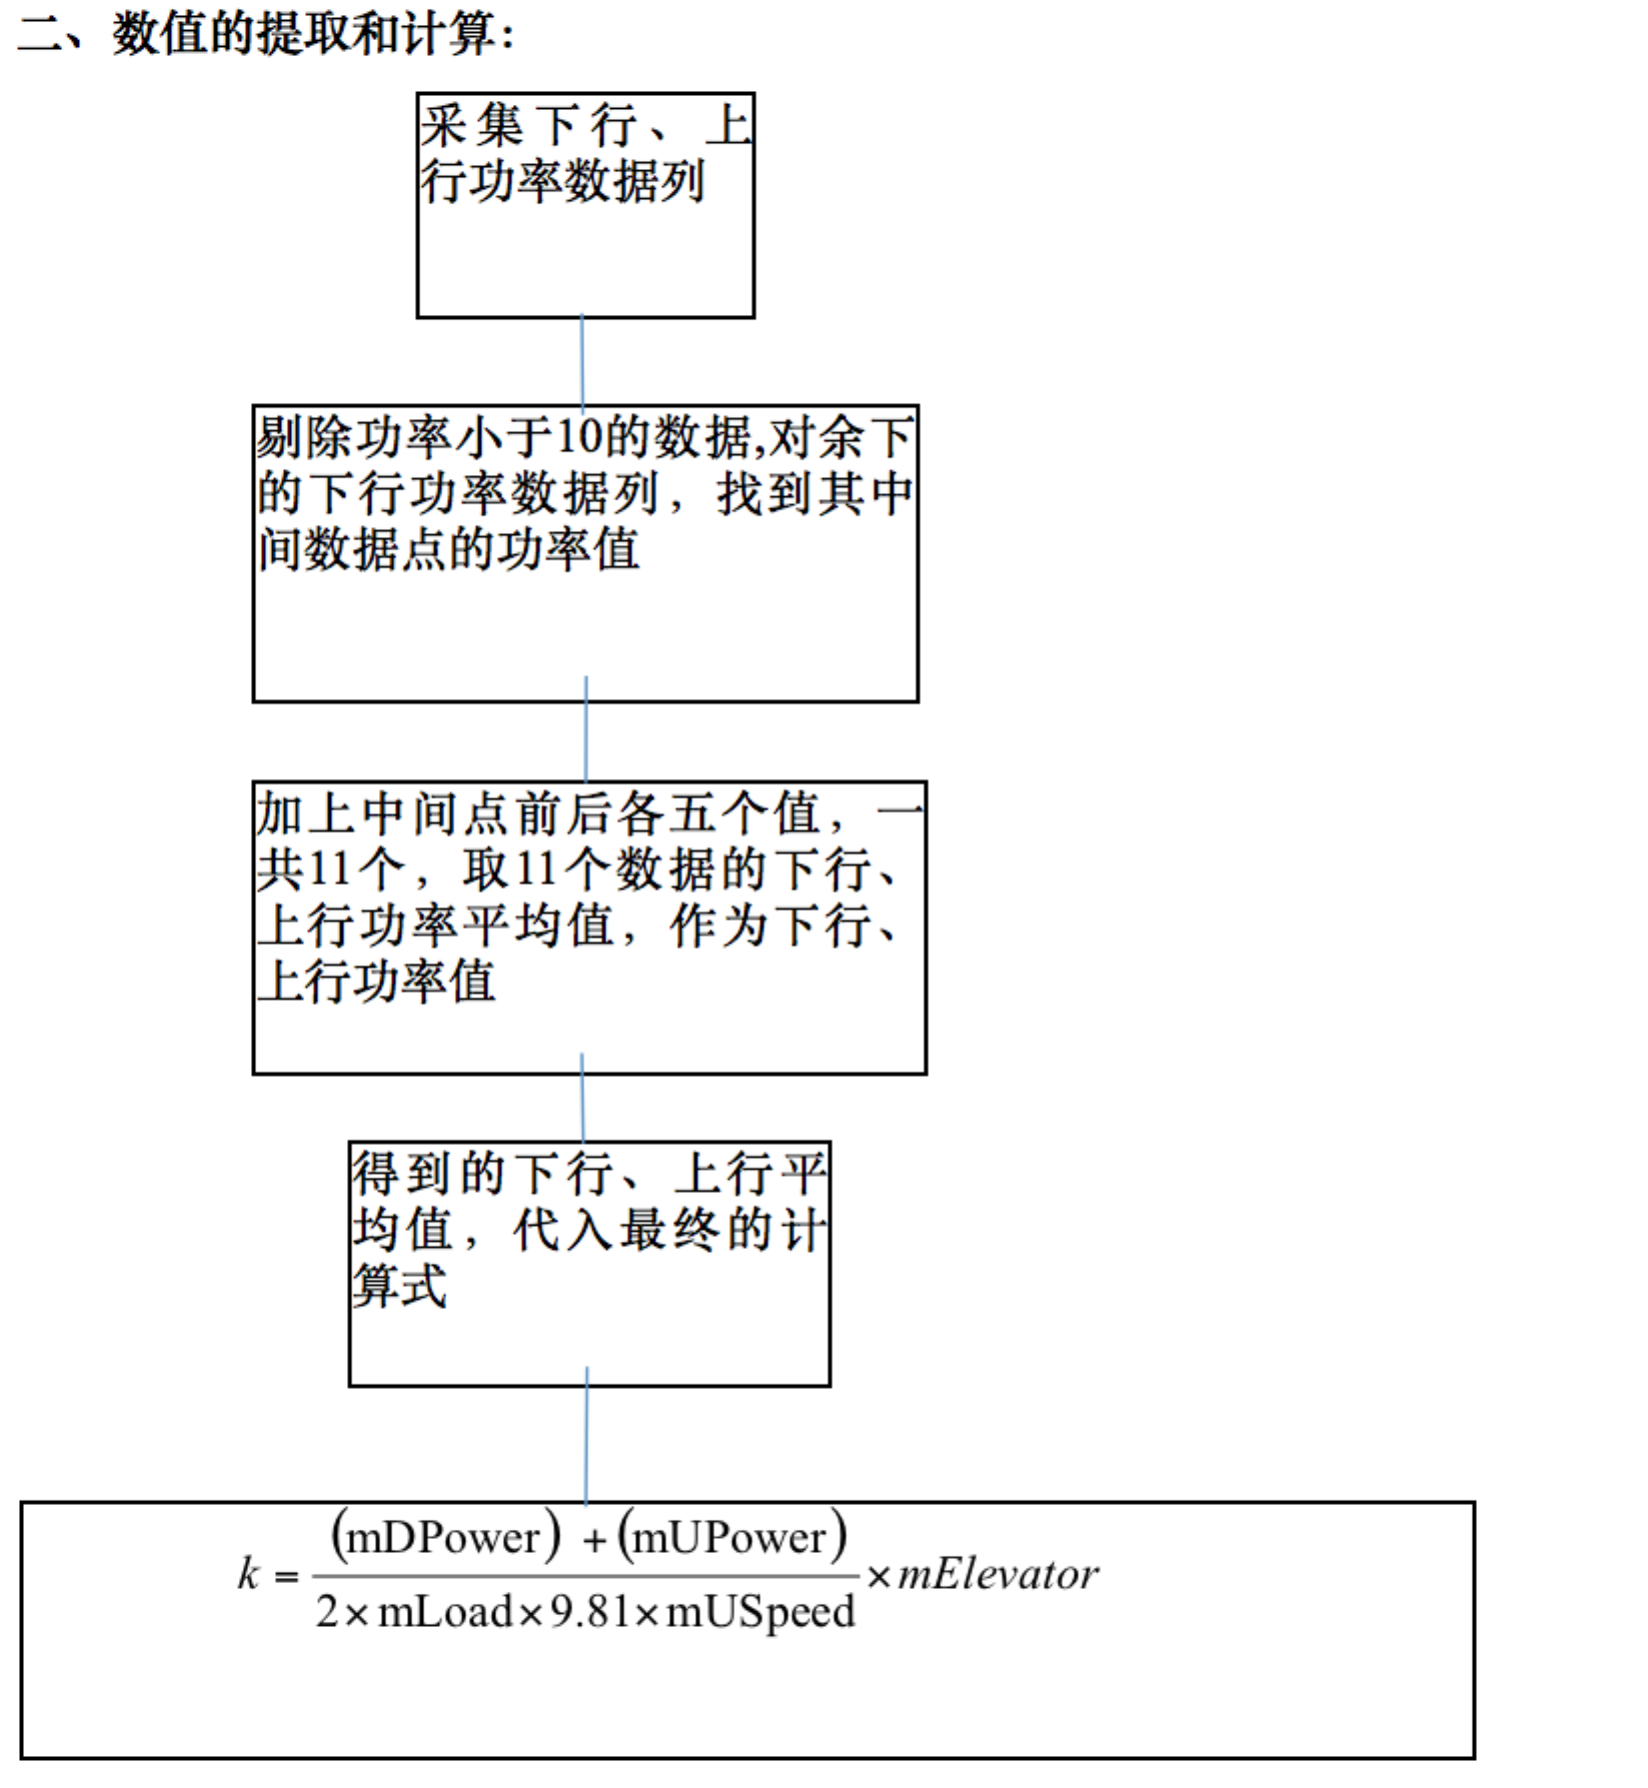 二、数值的提取和计算：
采集下行、上
行功率数据列
剔除功率小于10的数据,对余下
的下行功率数据列，找到其中
间数据点的功率值
加上中间点前后各五个值，一
共11个，取11个数据的下行、
上行功率平均值，作为下行、
上行功率值
得到的下行、上行平
均值，代入最终的计
算式
(mDPower) + (mUPower)
k = × mElevator
2 × mLoad × 9.81 × mUSpeed